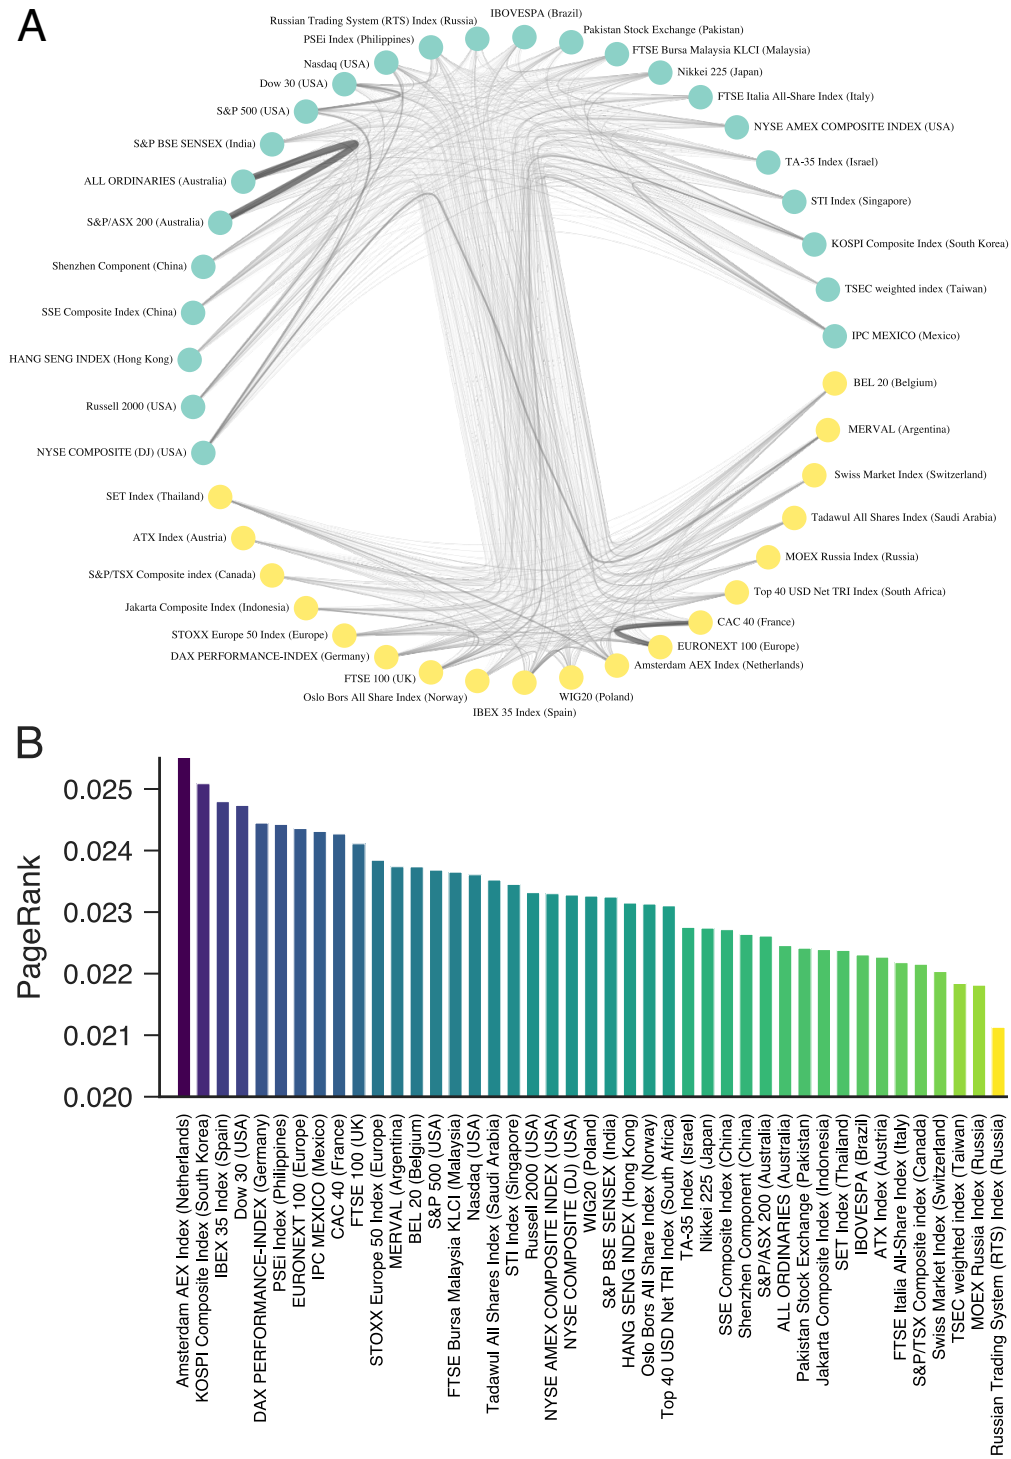 A
IBOVESPA (Brazil)
Russian Trading System (RTS) Index (Russia)
Pakistan Stock Exchange (Pakistan)
PSEi Index (Philippines)
FTSE Bursa Malaysia KLCI (Malaysia)
Nasdaq (USA)
Nikkei 225 (Japan)
Dow 30 (USA)
FTSE Italia All-Share Index (Italy)
S&P 500 (USA)
NYSE AMEX COMPOSITE INDEX (USA)
S&P BSE SENSEX (India)
TA-35 Index (Israel)
ALL ORDINARIES (Australia)
STI Index (Singapore)
S&P/ASX 200 (Australia)
KOSPI Composite Index (South Korea)
Shenzhen Component (China)
TSEC weighted index (Taiwan)
SSE Composite Index (China)
IPC MEXICO (Mexico)
HANG SENG INDEX (Hong Kong)
BEL 20 (Belgium)
Russell 2000 (USA)
MERVAL (Argentina)
NYSE COMPOSITE (DJ) (USA)
Swiss Market Index (Switzerland)
SET Index (Thailand)
Tadawul All Shares Index (Saudi Arabia)
ATX Index (Austria)
MOEX Russia Index (Russia)
S&P/TSX Composite index (Canada)
Top 40 USD Net TRI Index (South Africa)
Jakarta Composite Index (Indonesia)
CAC 40 (France)
STOXX Europe 50 Index (Europe)
EURONEXT 100 (Europe)
DAX PERFORMANCE-INDEX (Germany)
Amsterdam AEX Index (Netherlands)
FTSE 100 (UK)
Oslo Bors All Share Index (Norway)
WIG20 (Poland)
IBEX 35 Index (Spain)
B
PageRank
0.025
0.024
0.023
0.022
0.021
0.020
Amsterdam AEX Index (Netherlands)
KOSPI Composite Index (South Korea)
IBEX 35 Index (Spain)
Dow 30 (USA)
DAX PERFORMANCE-INDEX (Germany)
PSEi Index (Philippines)
EURONEXT 100 (Europe)
IPC MEXICO (Mexico)
CAC 40 (France)
FTSE 100 (UK)
STOXX Europe 50 Index (Europe)
MERVAL (Argentina)
BEL 20 (Belgium)
S&P 500 (USA)
FTSE Bursa Malaysia KLCI (Malaysia)
Nasdaq (USA)
Tadawul All Shares Index (Saudi Arabia)
STI Index (Singapore)
Russell 2000 (USA)
NYSE AMEX COMPOSITE INDEX (USA)
NYSE COMPOSITE (DJ) (USA)
WIG20 (Poland)
S&P BSE SENSEX (India)
HANG SENG INDEX (Hong Kong)
Oslo Bors All Share Index (Norway)
Top 40 USD Net TRI Index (South Africa)
TA-35 Index (Israel)
Nikkei 225 (Japan)
SSE Composite Index (China)
Shenzhen Component (China)
S&P/ASX 200 (Australia)
ALL ORDINARIES (Australia)
Pakistan Stock Exchange (Pakistan)
Jakarta Composite Index (Indonesia)
SET Index (Thailand)
IBOVESPA (Brazil)
ATX Index (Austria)
FTSE Italia All-Share Index (Italy)
S&P/TSX Composite index (Canada)
Swiss Market Index (Switzerland)
TSEC weighted index (Taiwan)
MOEX Russia Index (Russia)
Russian Trading System (RTS) Index (Russia)